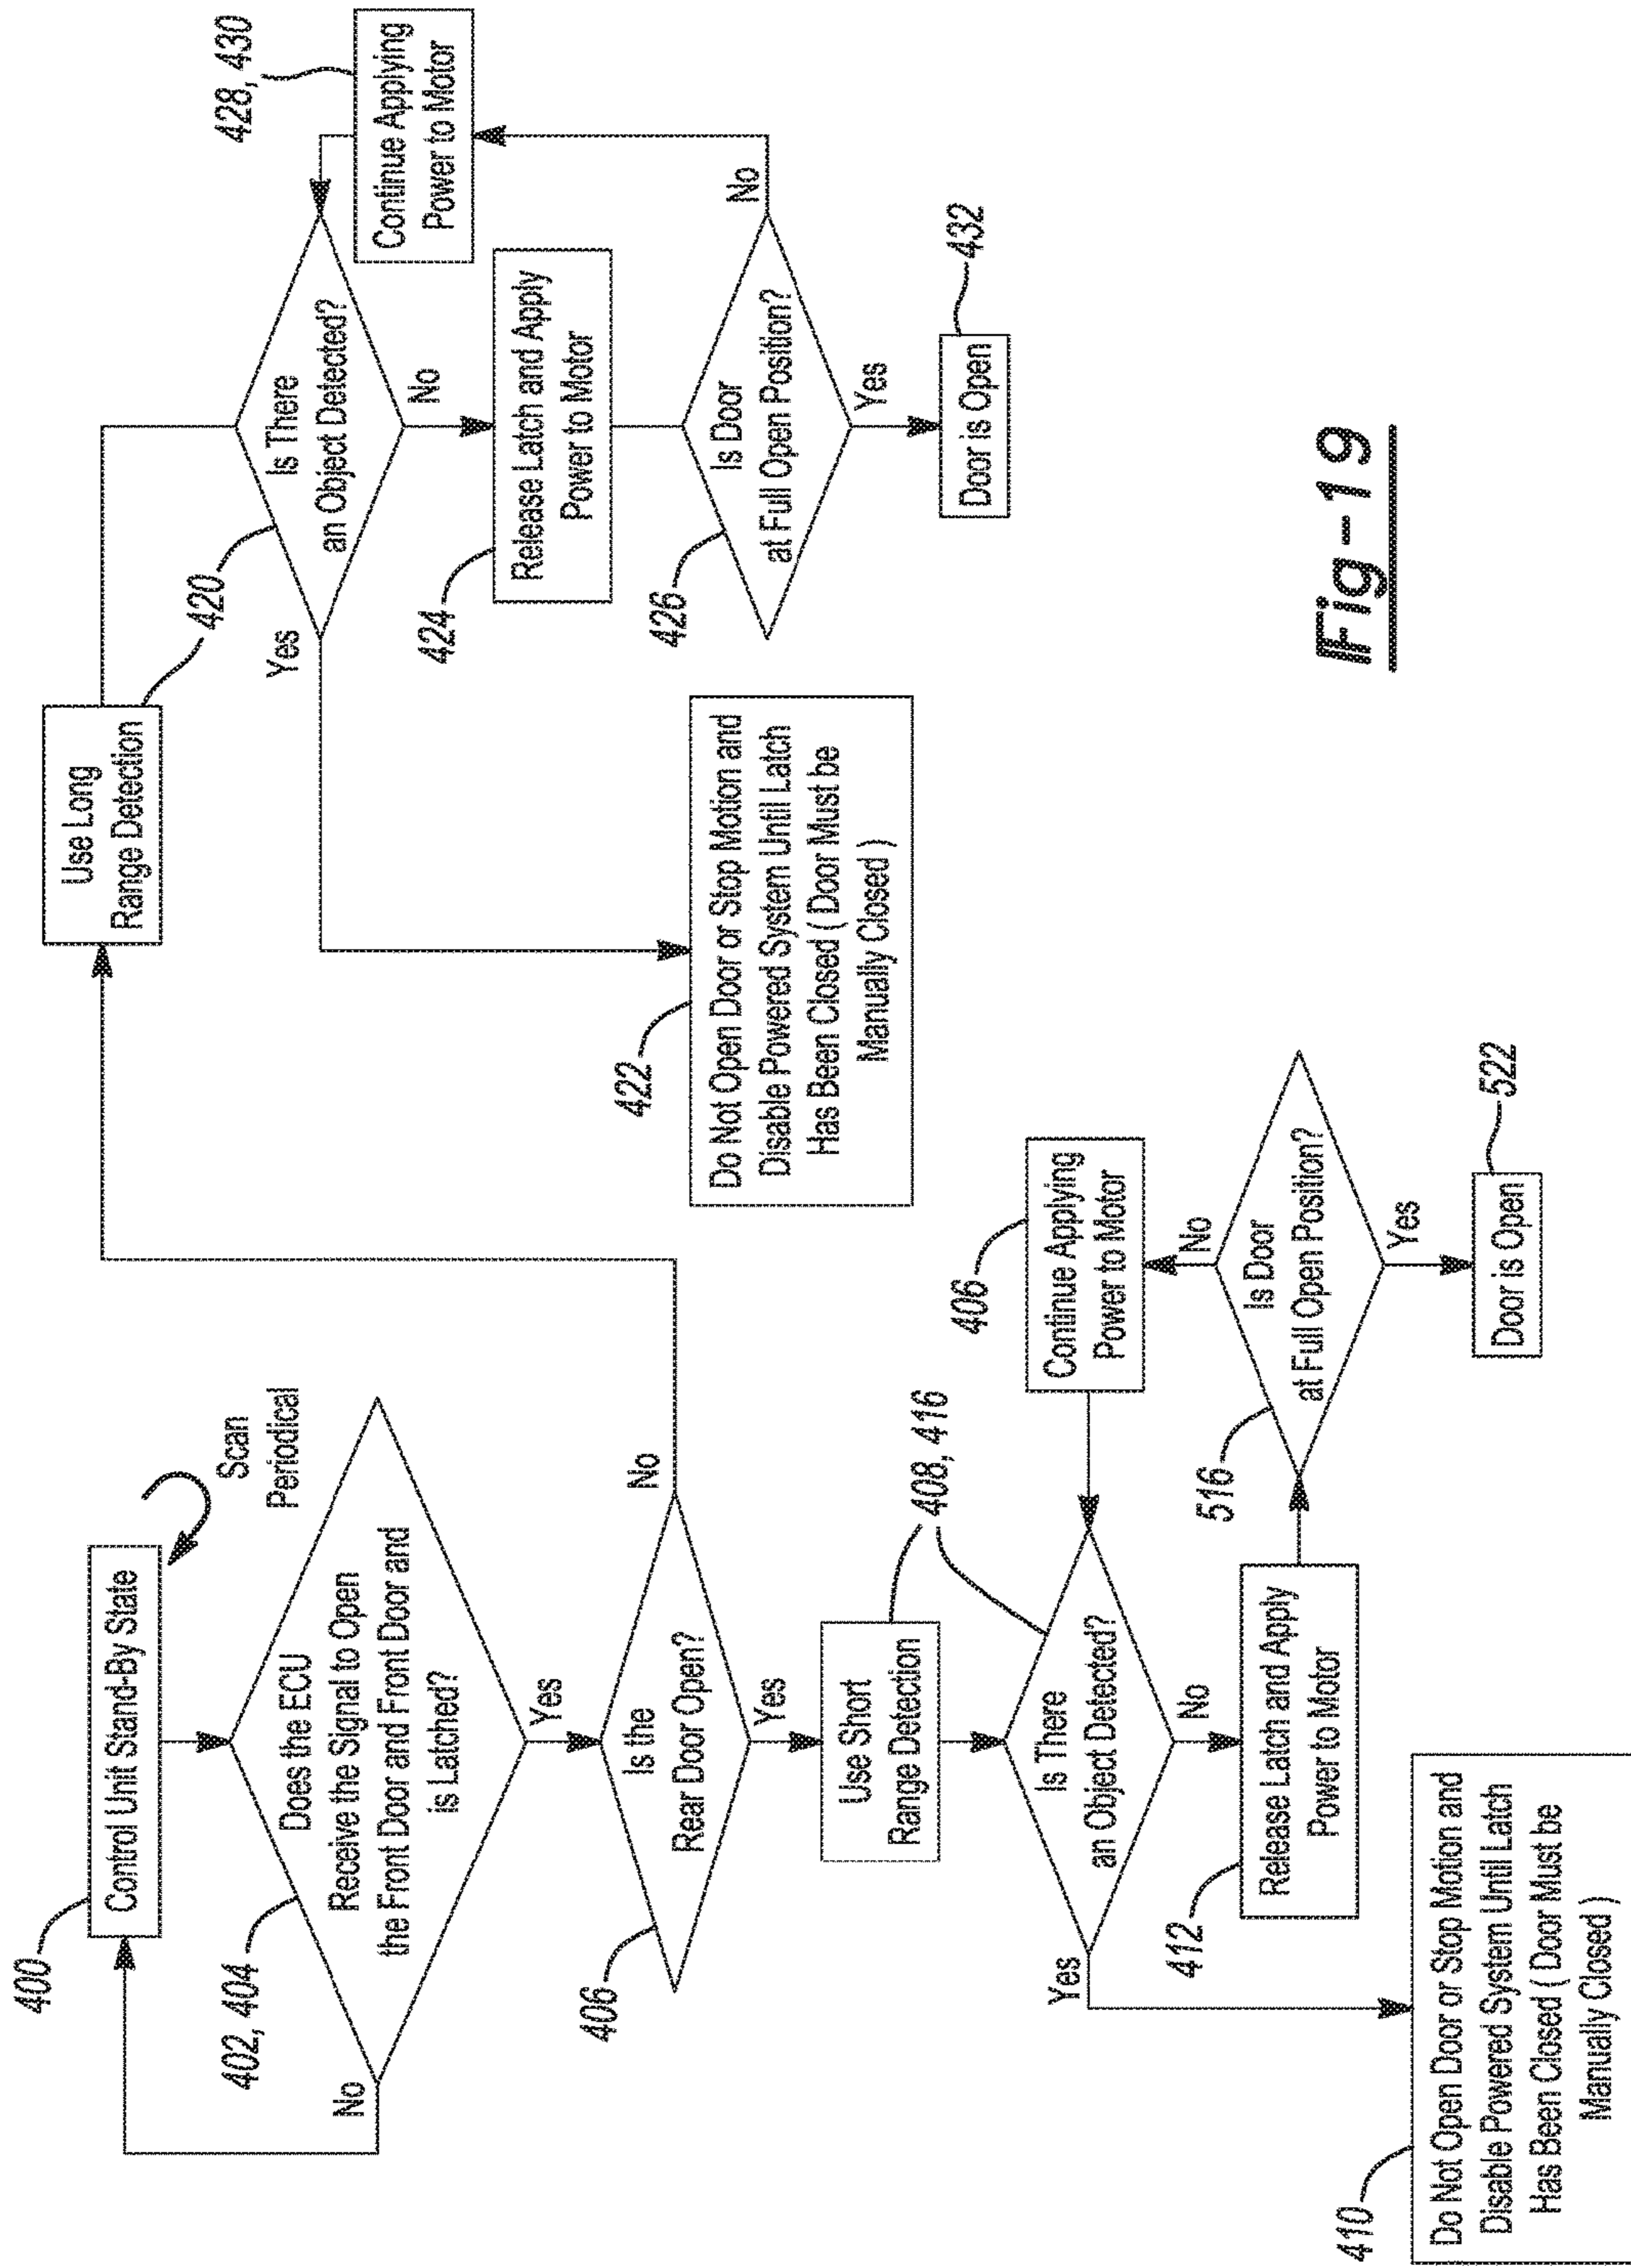 400
Control Unit Stand-By State
Scan
Periodical
402, 404
Does the ECU
Receive the Signal to Open
the Front Door and Front Door and
is Latched?
No
Yes
406
Is the
Rear Door Open?
No
Yes
Use Short
Range Detection
408, 416
Is There
an Object Detected?
Yes
No
410
Do Not Open Door or Stop Motion and
Disable Powered System Until Latch
Has Been Closed ( Door Must be
Manually Closed )
412
Release Latch and Apply
Power to Motor
406
Continue Applying
Power to Motor
516
Is Door
at Full Open Position?
No
Yes
Door is Open
522
Use Long
Range Detection
420
Is There
an Object Detected?
Yes
No
422
Do Not Open Door or Stop Motion and
Disable Powered System Until Latch
Has Been Closed ( Door Must be
Manually Closed )
424
Release Latch and Apply
Power to Motor
428, 430
Continue Applying
Power to Motor
426
Is Door
at Full Open Position?
No
Yes
Door is Open
432
Fig-19